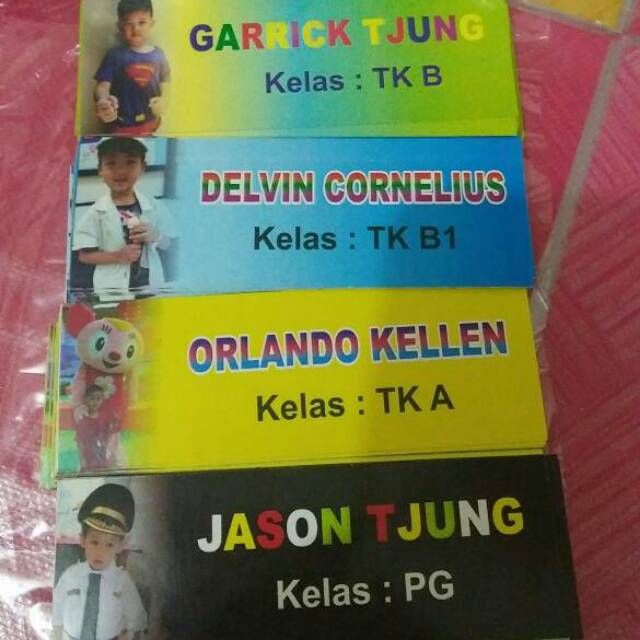 GARRICK TJUNG
Kelas : TK B
DELVIN CORNELIUS
Kelas : TK B1
ORLANDO KELLEN
Kelas : TK A
JASON TJUNG
Kelas : PG